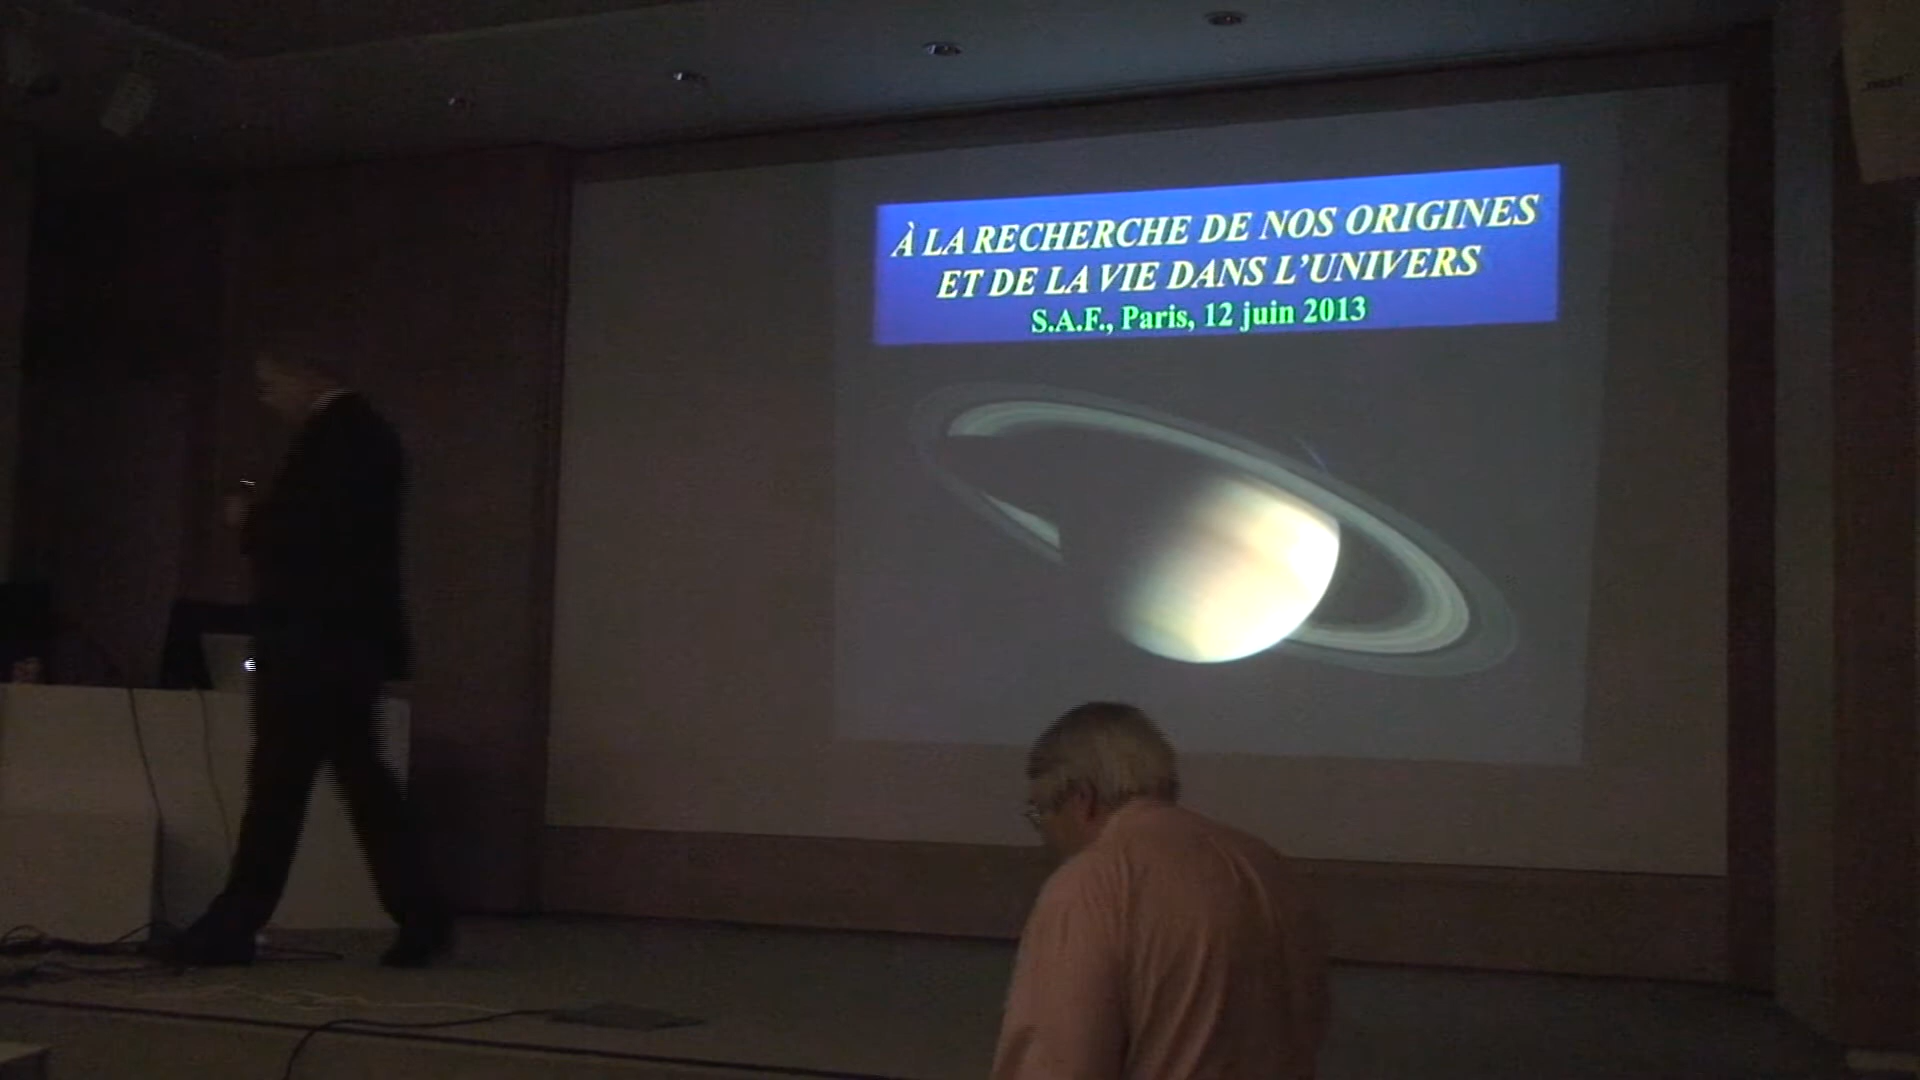 À LA RECHERCHE DE NOS ORIGINES
ET DE LA VIE DANS L'UNIVERS
S.A.F., Paris, 12 juin 2013